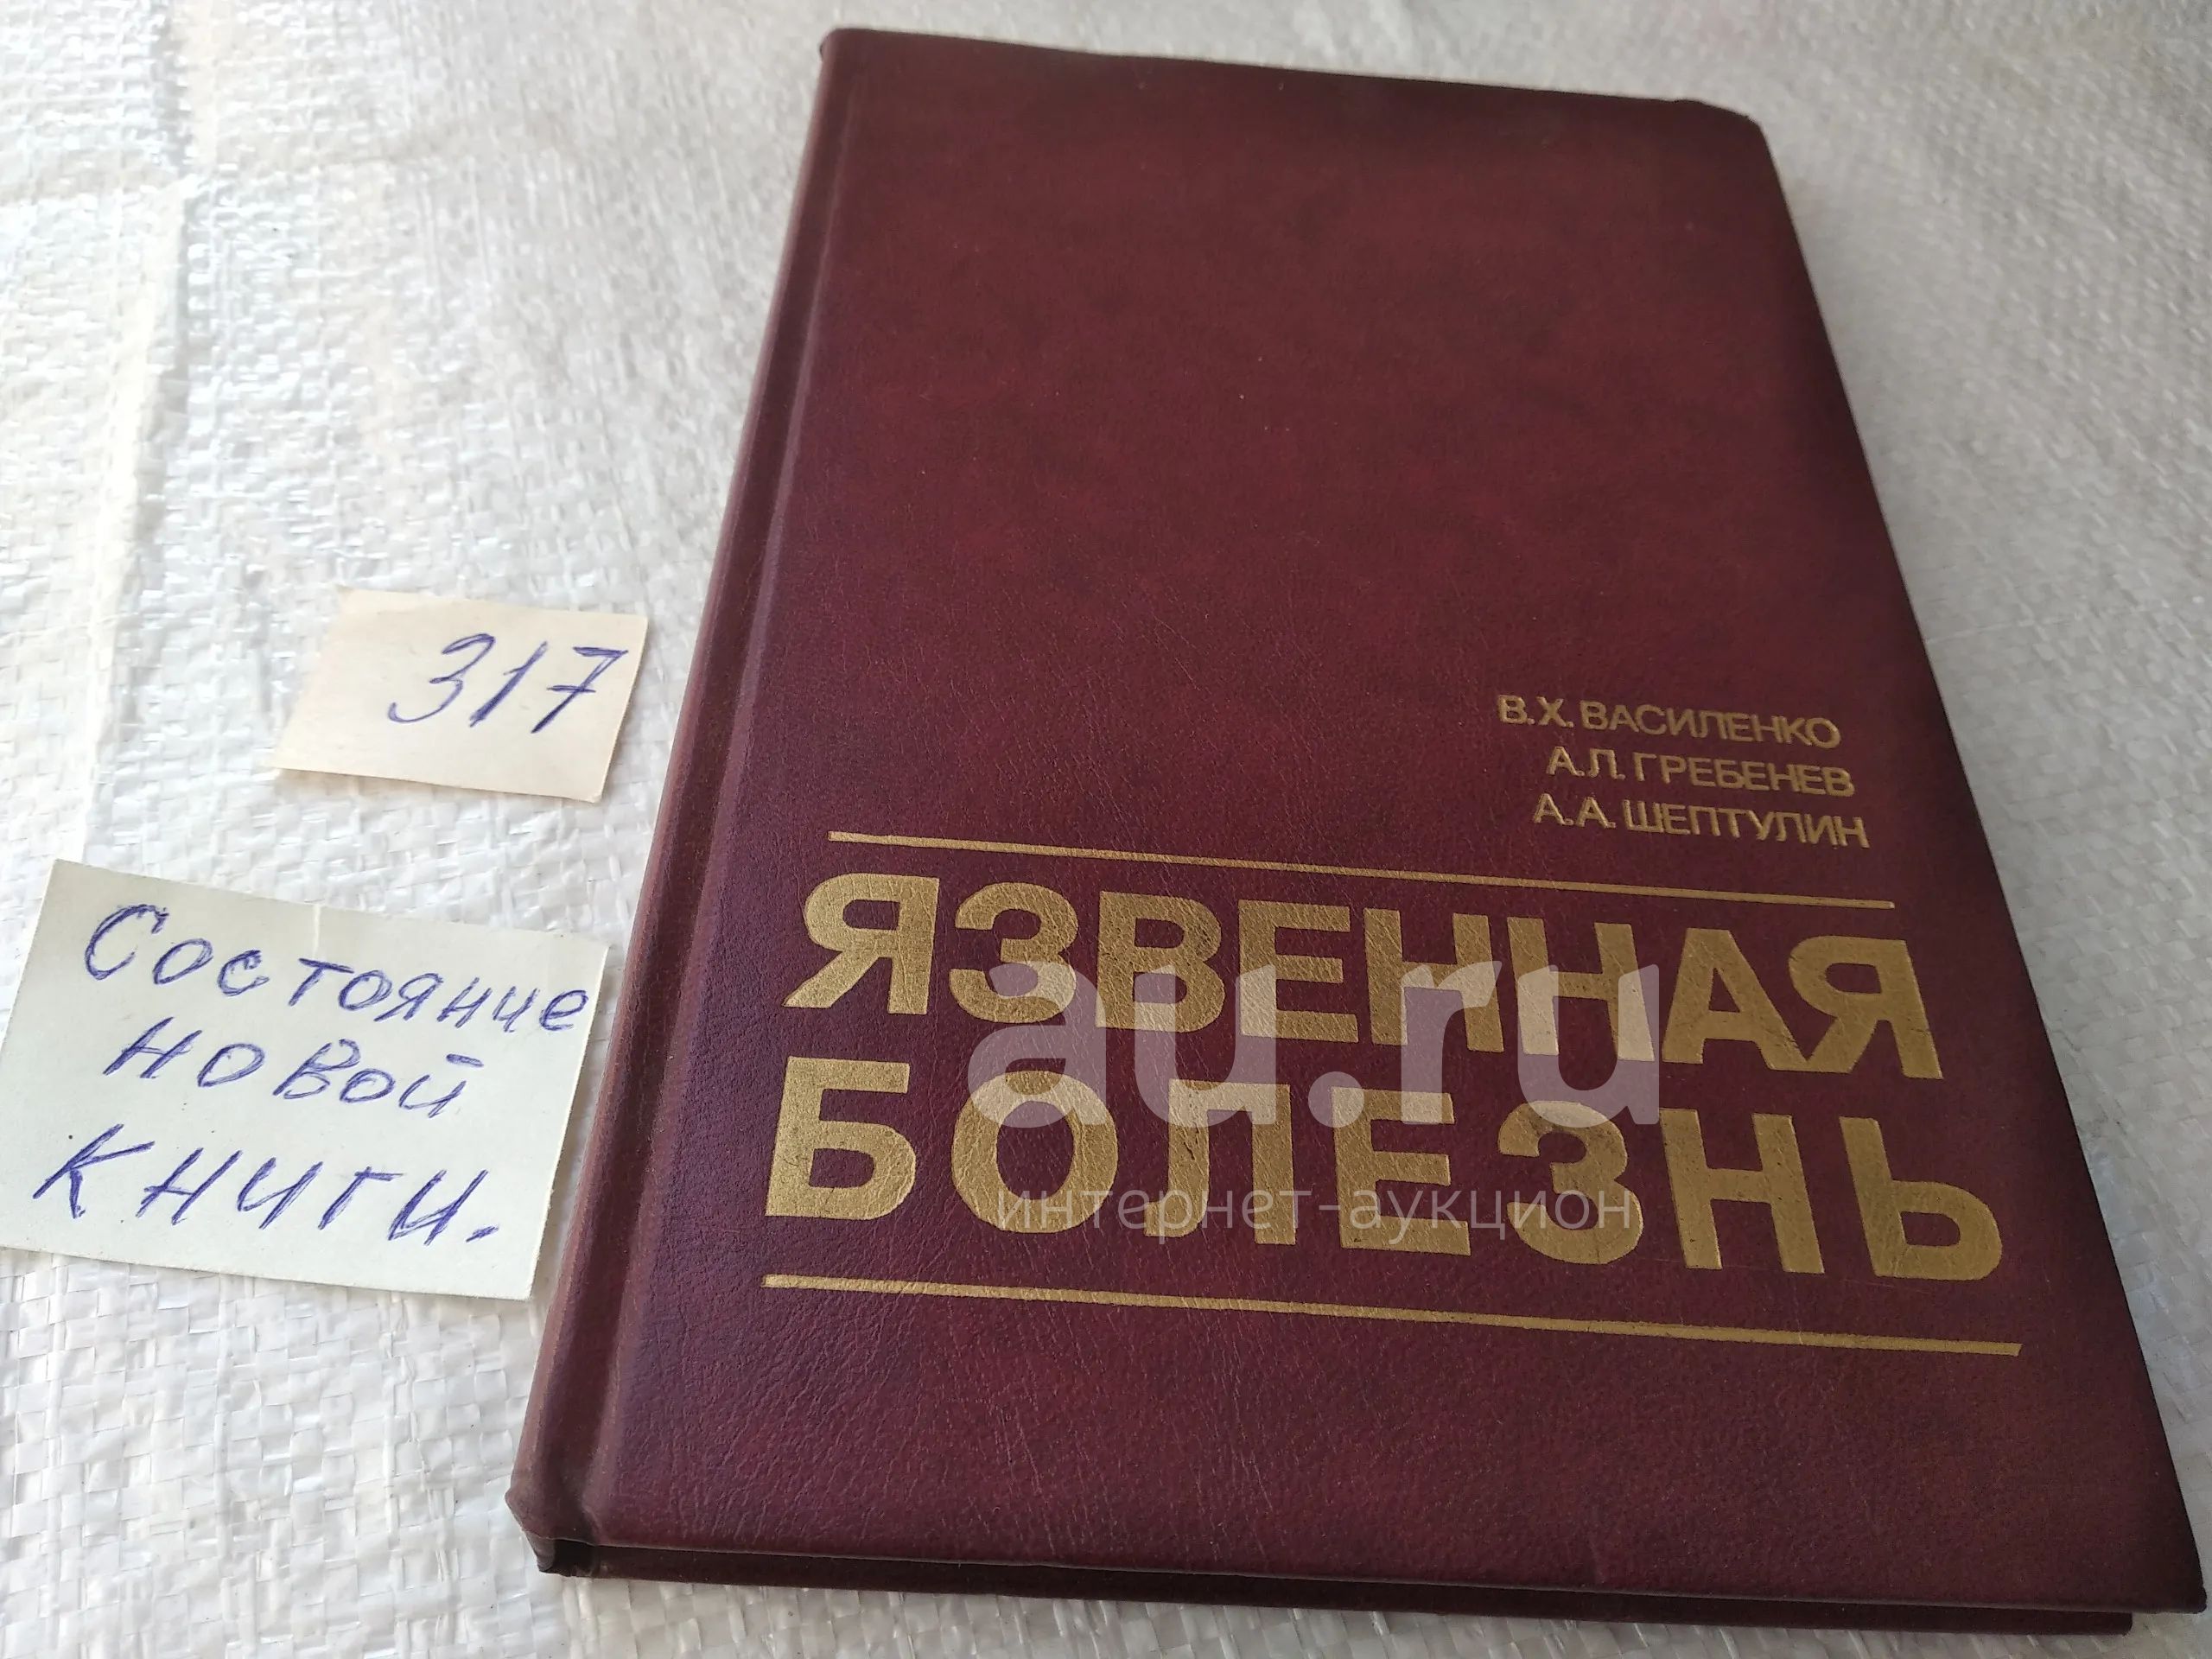 317
Состояние
новой
книги.
В.Х. ВАСИЛЕНКО
А.Л. ГРЕБЕНЕВ
А.А. ШЕПТУЛИН
ЯЗВЕННАЯ
БОЛЕЗНЬ
au.ru
интернет-аукцион